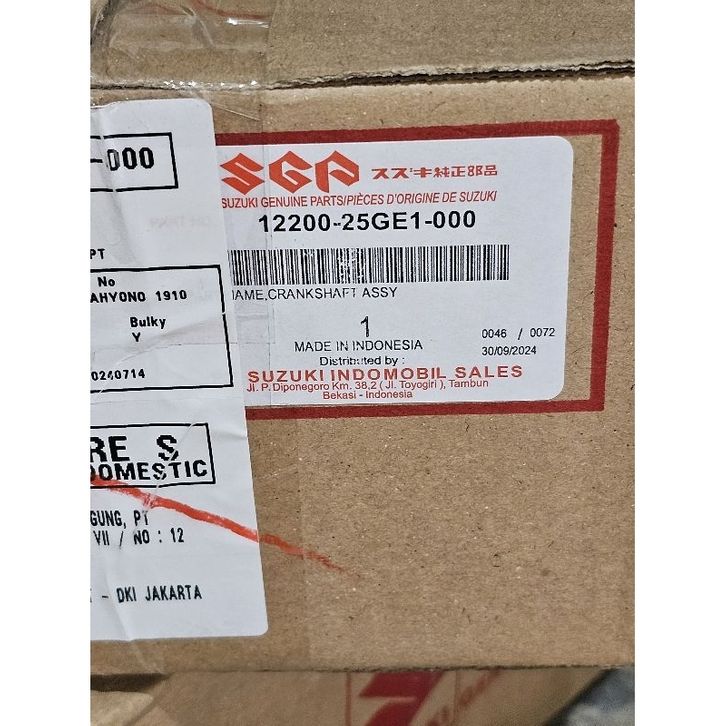 -000
PT
No
AHYONO 1910
Bulky
Y
0240714
RE S
DOMESTIC
GUNG, PT
VII / NO : 12
- DKI JAKARTA
SGP スズキ純正部品
SUZUKI GENUINE PARTS/PIÈCES D'ORIGINE DE SUZUKI
12200-25GE1-000
NAME,CRANKSHAFT ASSY
1
MADE IN INDONESIA
0046 / 0072
30/09/2024
Distributed by :
SUZUKI INDOMOBIL SALES
Jl. P. Diponegoro Km. 38,2 ( Jl. Toyogiri ), Tambun
Bekasi - Indonesia